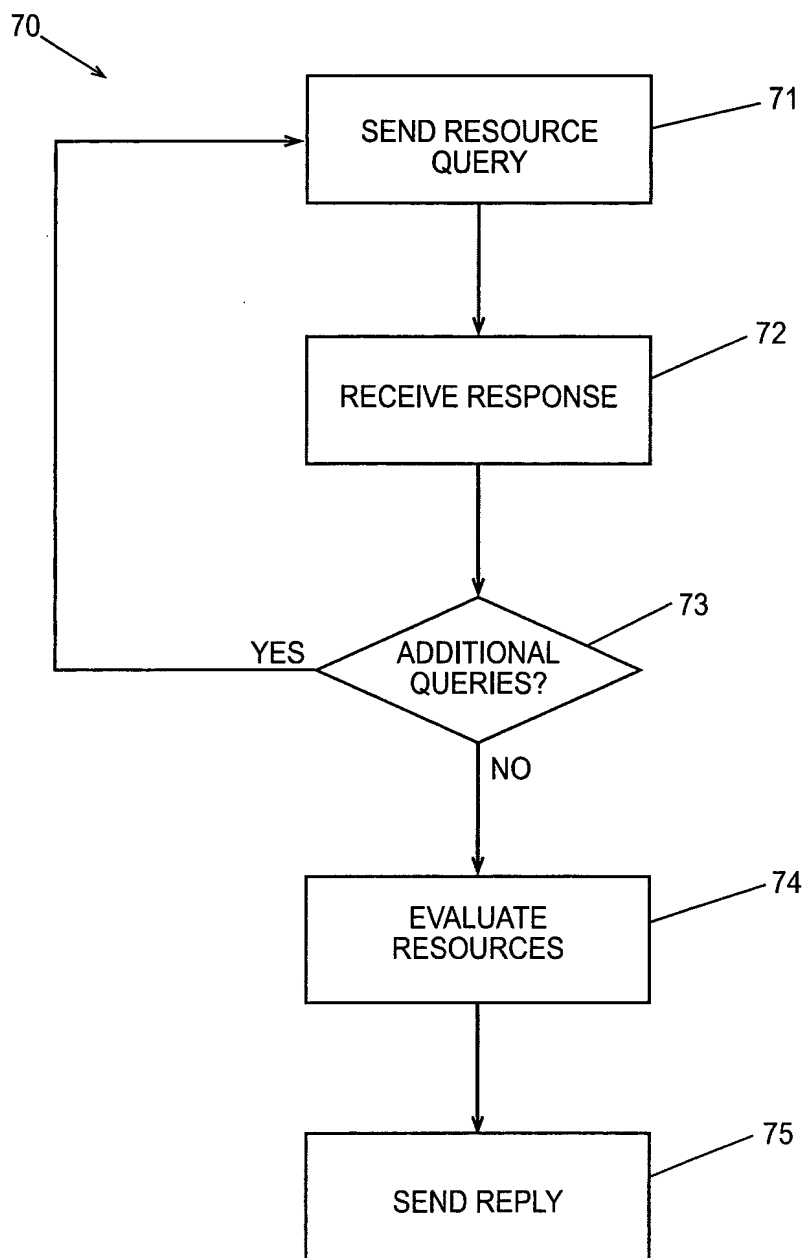 70
71
SEND RESOURCE
QUERY
72
RECEIVE RESPONSE
73
YES
ADDITIONAL
QUERIES?
NO
74
EVALUATE
RESOURCES
75
SEND REPLY